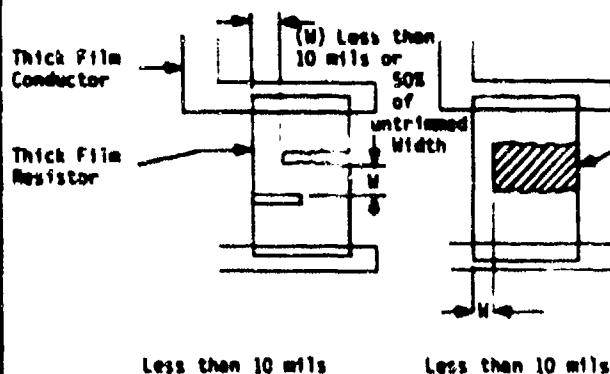 (W) Less than
10 mils or
50%
of
untrimmed
Width
Thick Film
Conductor
Thick Film
Resistor
W
W
Less than 10 mils
Less than 10 mils